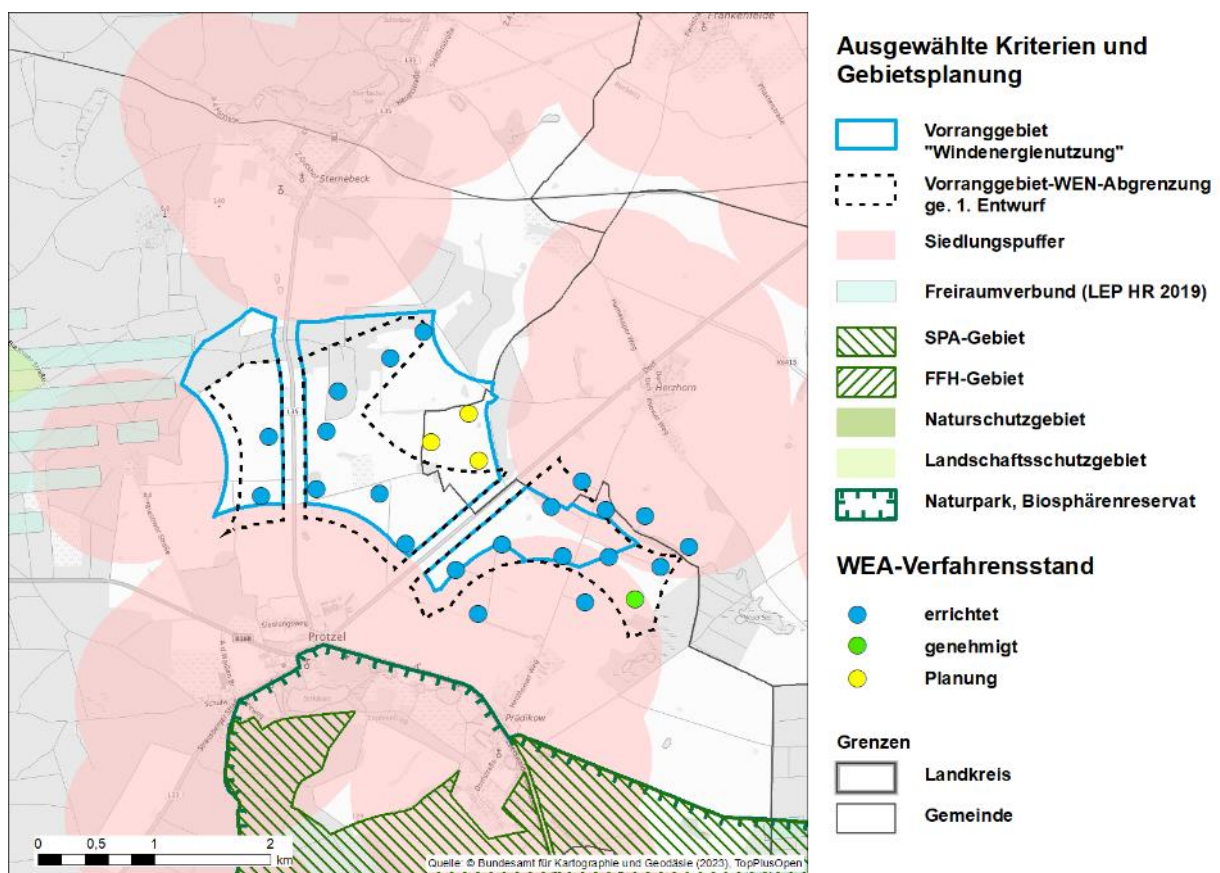 Frankenfelde
Sternebeck
Herzhorn
L35
Prötzel
Prädikow
0
0,5
1
2
km
Quelle: © Bundesamt für Kartographie und Geodäsie (2023), TopPlusOpen
Ausgewählte Kriterien und
Gebietsplanung
Vorranggebiet
"Windenergienutzung"
Vorranggebiet-WEN-Abgrenzung
ge. 1. Entwurf
Siedlungspuffer
Freiraumverbund (LEP HR 2019)
SPA-Gebiet
FFH-Gebiet
Naturschutzgebiet
Landschaftsschutzgebiet
Naturpark, Biosphärenreservat
WEA-Verfahrensstand
errichtet
genehmigt
Planung
Grenzen
Landkreis
Gemeinde